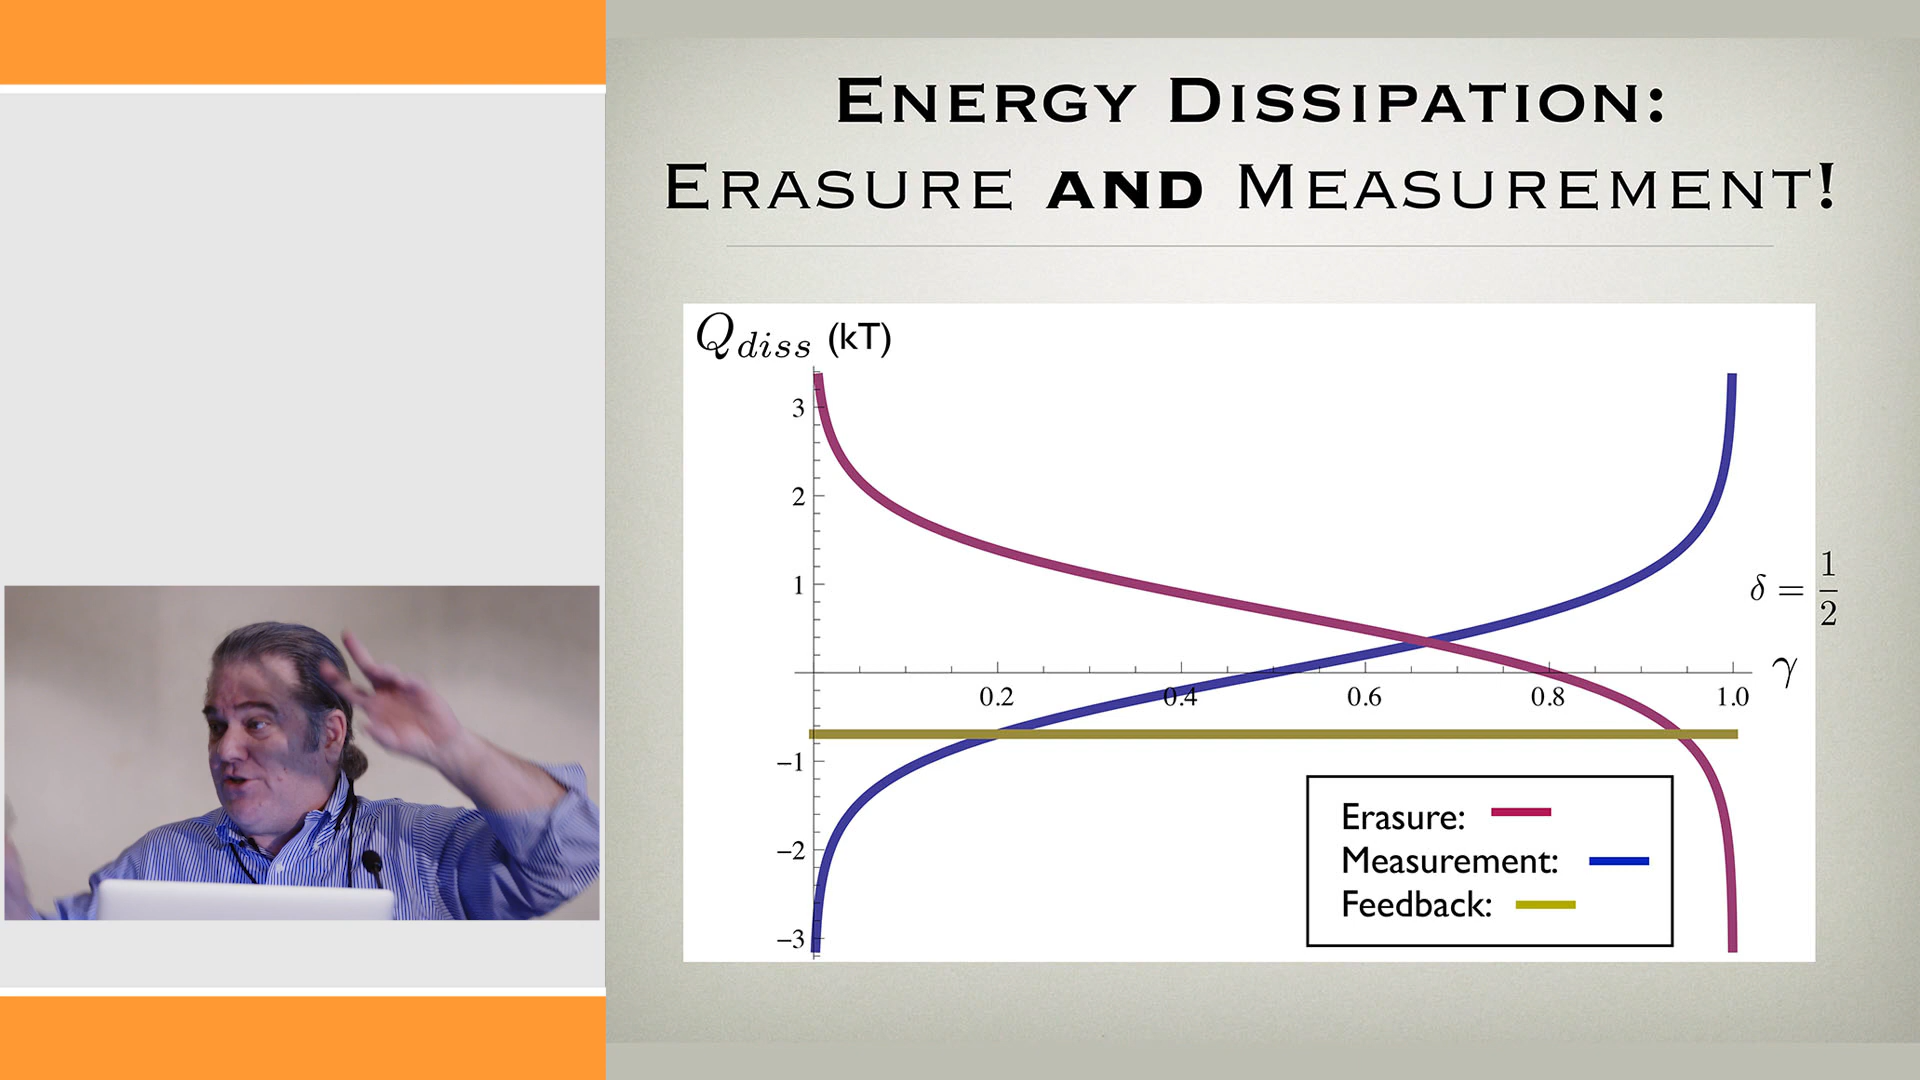 ENERGY DISSIPATION:
ERASURE AND MEASUREMENT!
Q_diss (kT)
3
2
1
−1
−2
−3
0.2 0.4 0.6 0.8 1.0
γ
δ = 1/2
Erasure:
Measurement:
Feedback: